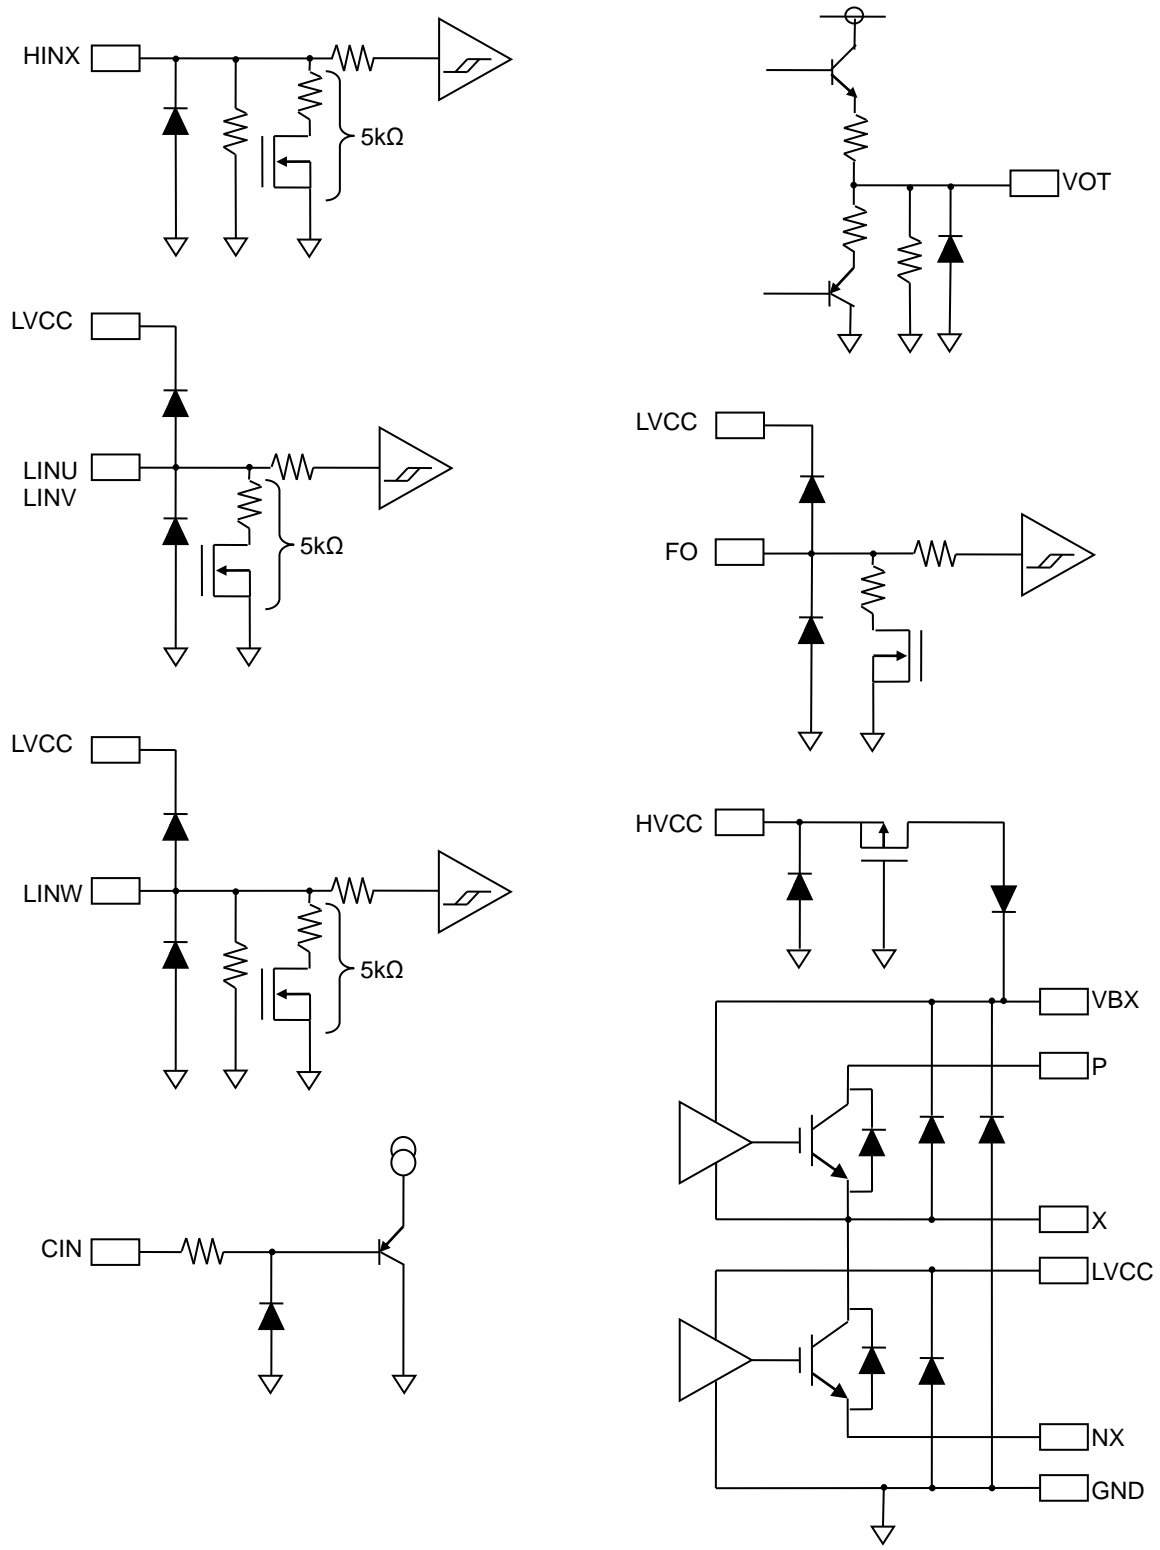 HINX
5kΩ
LVCC
LINU
LINV
5kΩ
LVCC
LINW
5kΩ
CIN
VOT
LVCC
FO
HVCC
VBX
P
X
LVCC
NX
GND